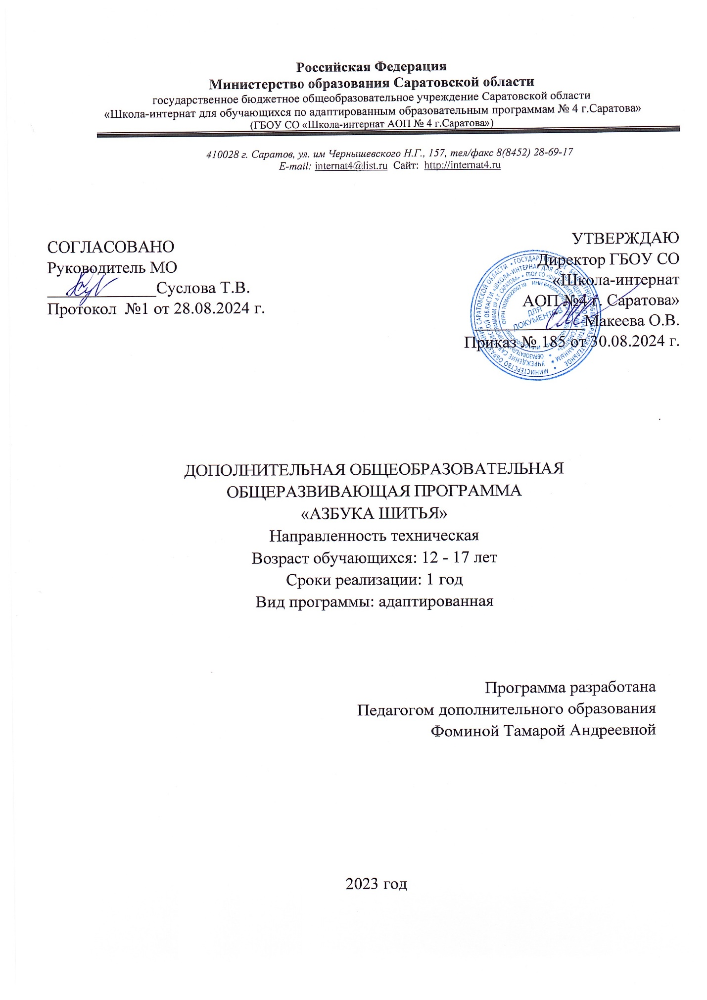 Российская Федерация
Министерство образования Саратовской области
государственное бюджетное общеобразовательное учреждение Саратовской области
«Школа-интернат для обучающихся по адаптированным образовательным программам № 4 г.Саратова»
(ГБОУ СО «Школа-интернат АОП № 4 г.Саратова»)
410028 г. Саратов, ул. им Чернышевского Н.Г., 157, тел/факс 8(8452) 28-69-17
E-mail: internat4@list.ru Сайт: http://internat4.ru
СОГЛАСОВАНО
Руководитель МО
_____________Суслова Т.В.
Протокол №1 от 28.08.2024 г.
УТВЕРЖДАЮ
Директор ГБОУ СО
«Школа-интернат
АОП №4 г. Саратова»
_____________Макеева О.В.
Приказ № 185 от 30.08.2024 г.
ДЛЯ
ДОКУМЕНТОВ
ДОПОЛНИТЕЛЬНАЯ ОБЩЕОБРАЗОВАТЕЛЬНАЯ
ОБЩЕРАЗВИВАЮЩАЯ ПРОГРАММА
«АЗБУКА ШИТЬЯ»
Направленность техническая
Возраст обучающихся: 12 - 17 лет
Сроки реализации: 1 год
Вид программы: адаптированная
Программа разработана
Педагогом дополнительного образования
Фоминой Тамарой Андреевной
2023 год